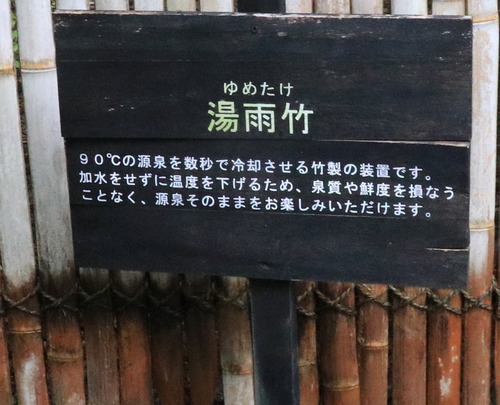 ゆめたけ
湯雨竹
90℃の源泉を数秒で冷却させる竹製の装置です。
加水をせずに温度を下げるため、泉質や鮮度を損なう
ことなく、源泉そのままをお楽しみいただけます。